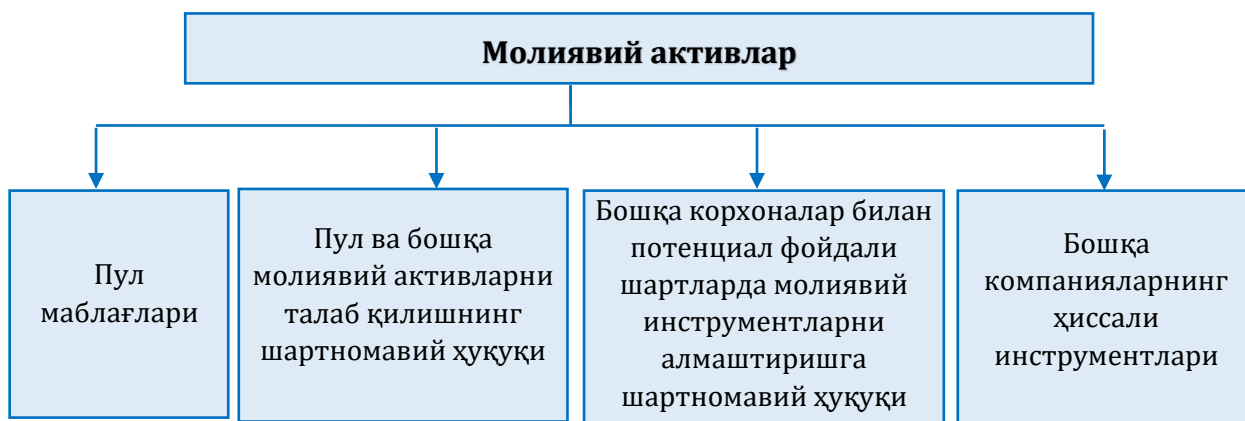 Молиявий активлар
Пул
маблағлари
Пул ва бошқа
молиявий активларни
талаб қилишнинг
шартномавий ҳуқуқи
Бошқа корхоналар билан
потенциал фойдали
шартларда молиявий
инструментларни
алмаштиришга
шартномавий ҳуқуқи
Бошқа
компанияларнинг
ҳиссали
инструментлари